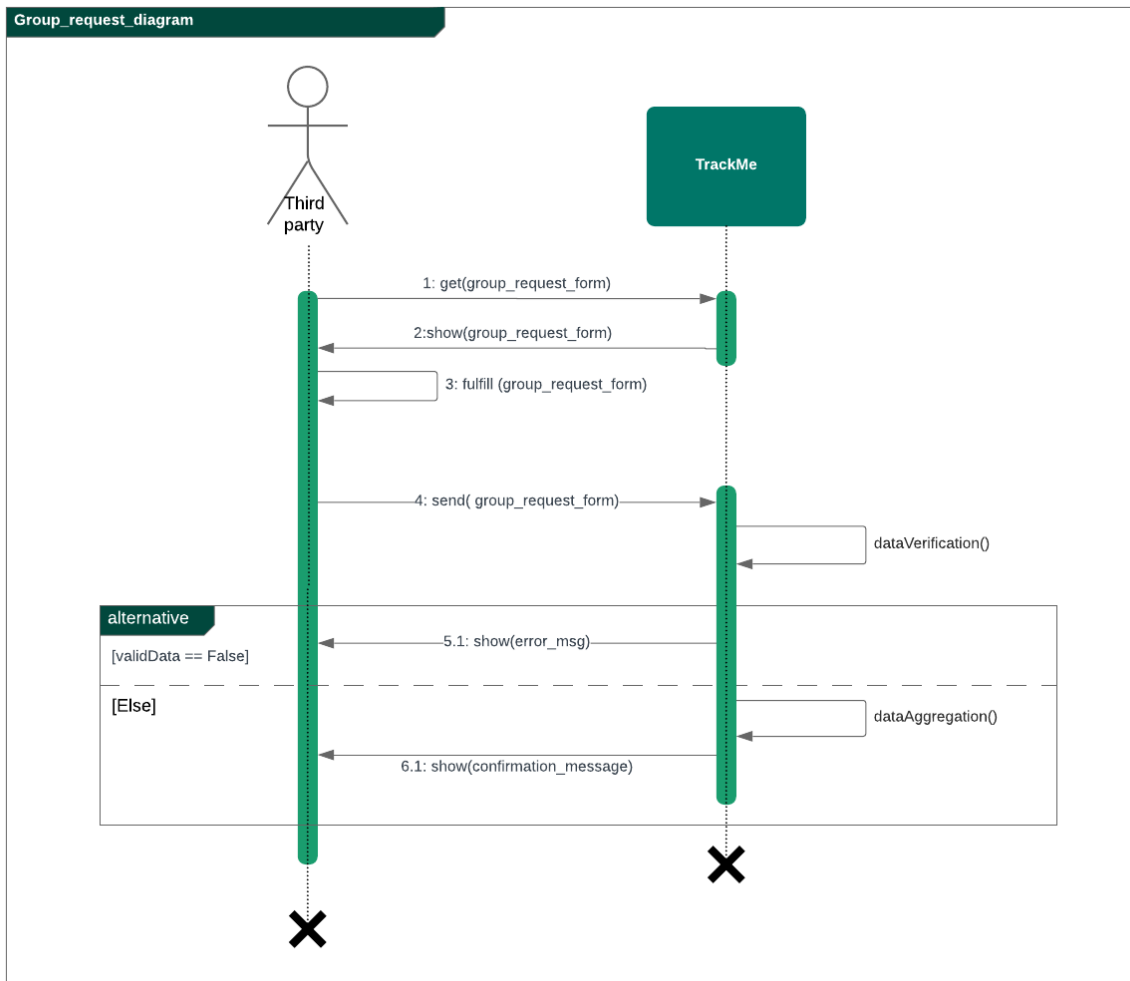 Group_request_diagram
Third
party
TrackMe
1: get(group_request_form)
2:show(group_request_form)
3: fulfill (group_request_form)
4: send( group_request_form)
dataVerification()
alternative
5.1: show(error_msg)
[validData == False]
[Else]
dataAggregation()
6.1: show(confirmation_message)